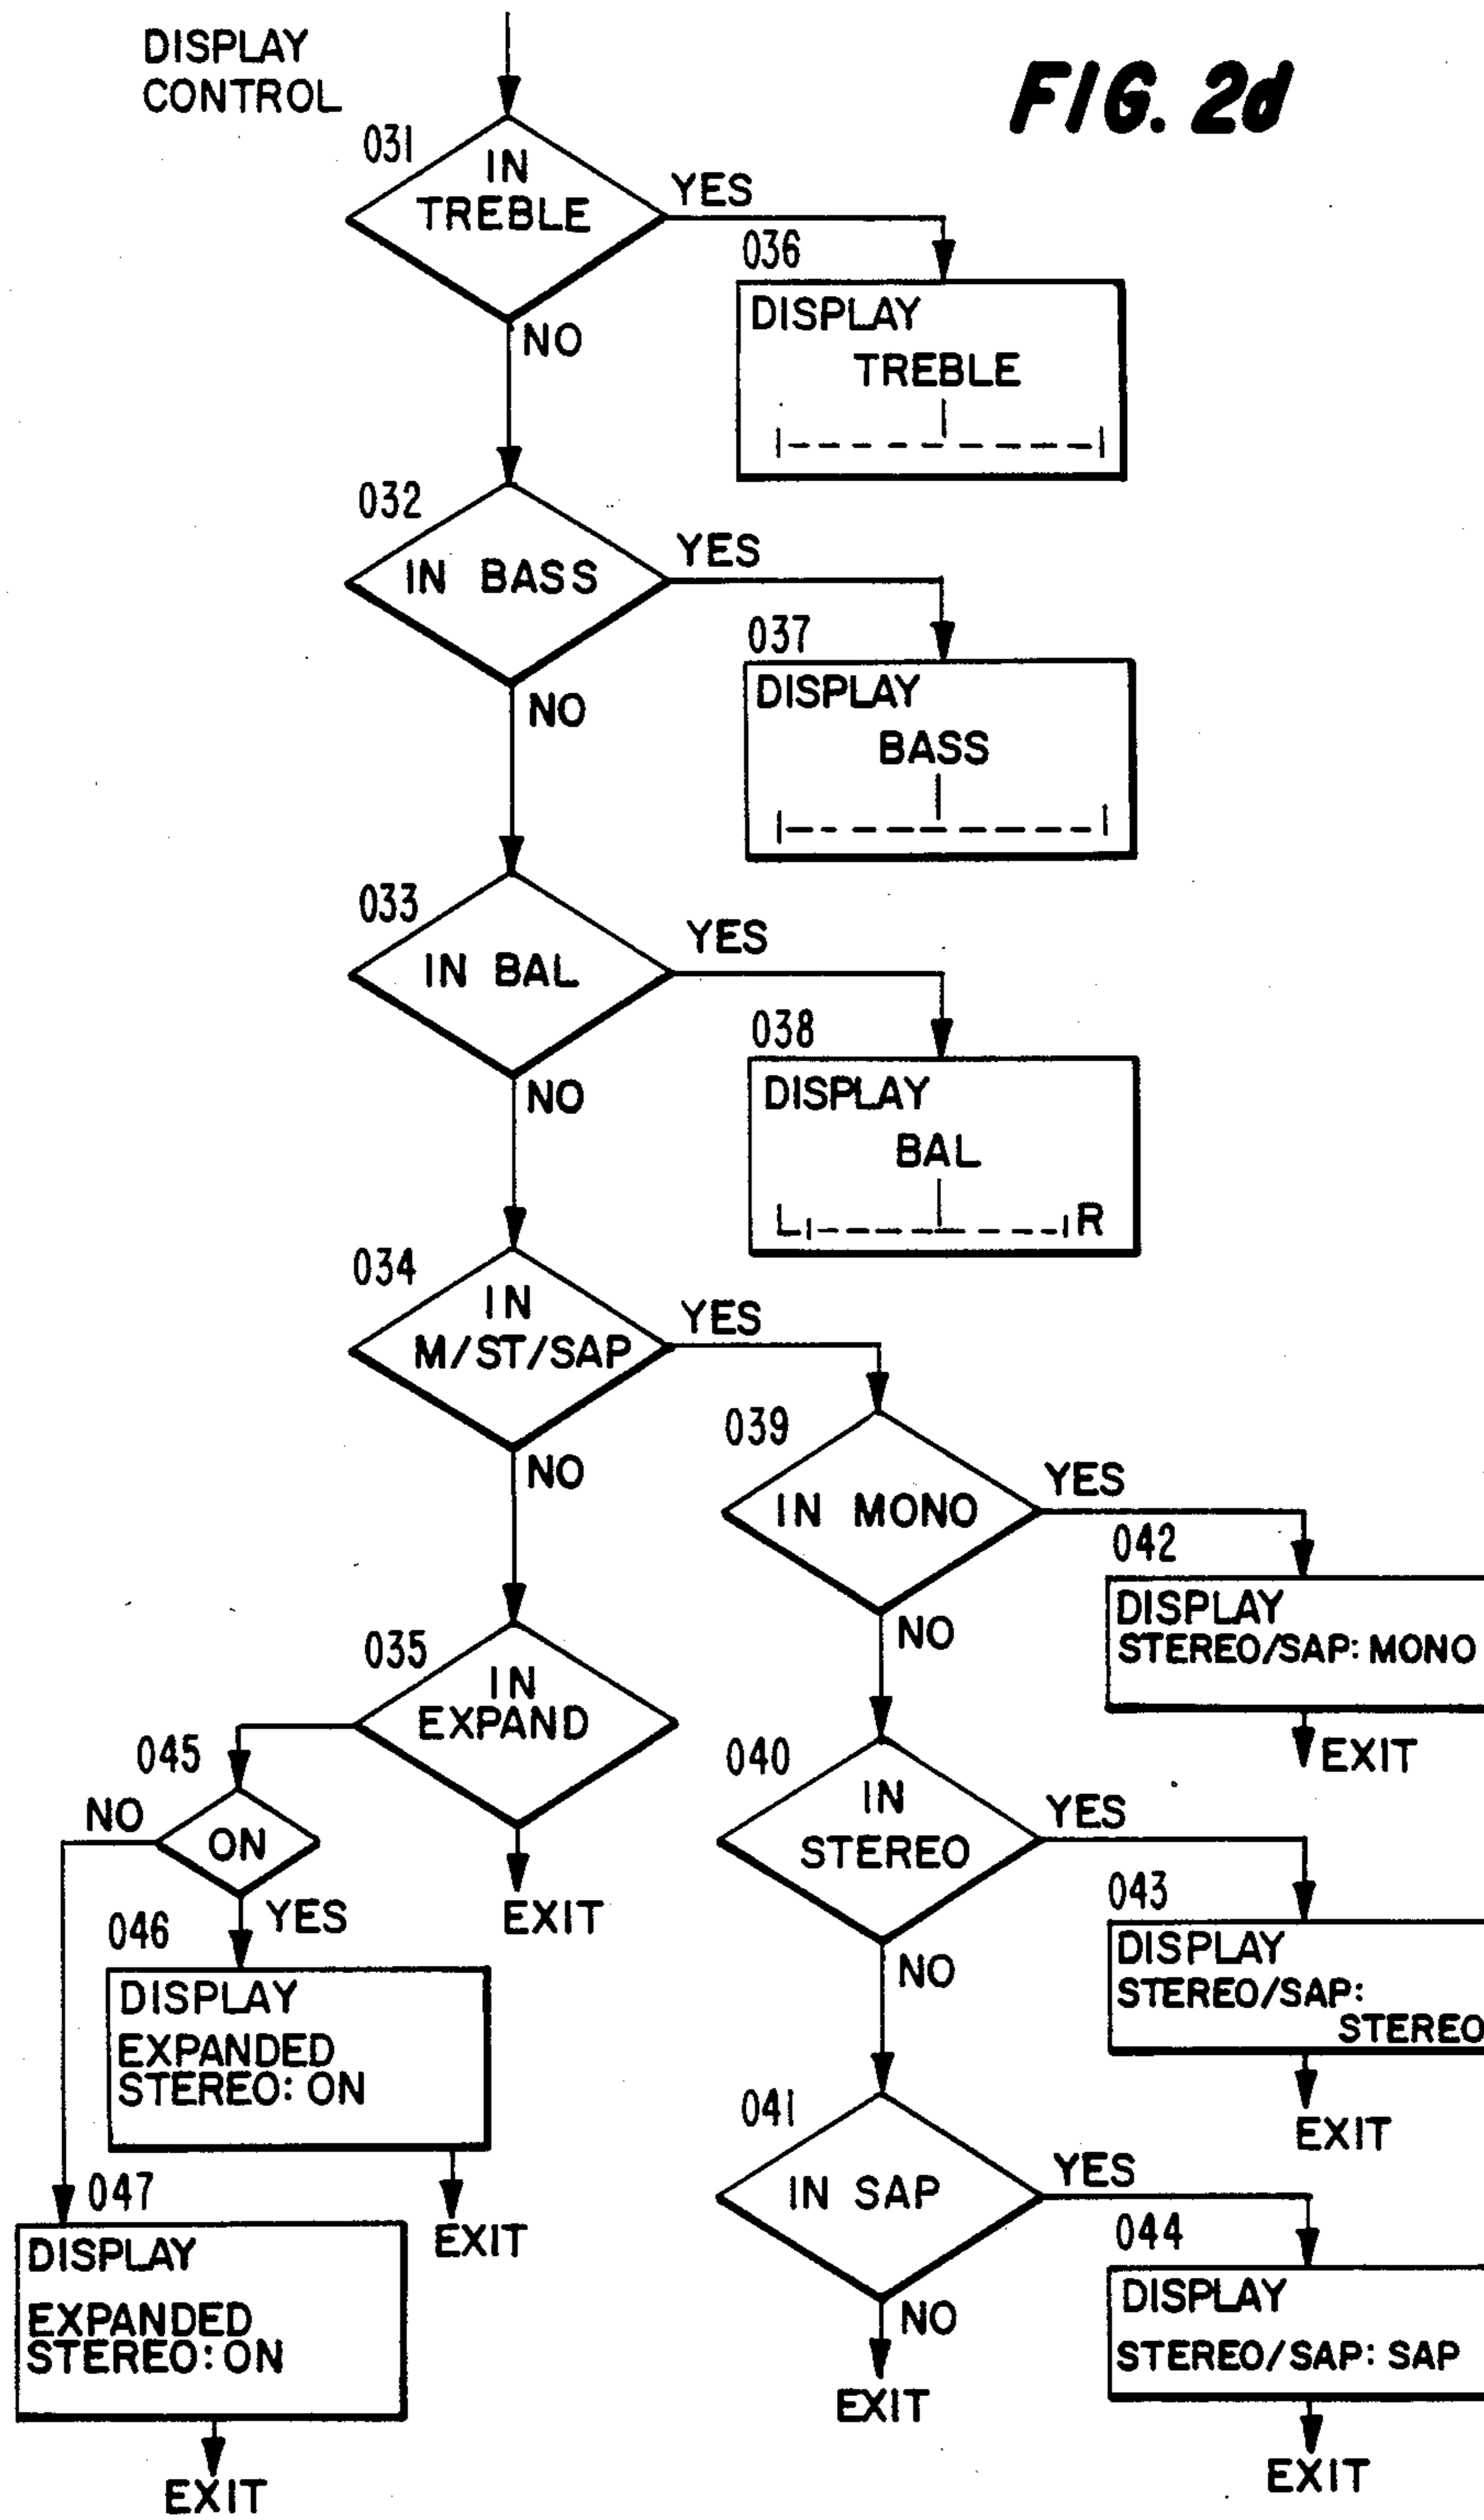 DISPLAY
CONTROL
FIG. 2d
031
IN
TREBLE
YES
036
DISPLAY
TREBLE
NO
032
IN BASS
YES
037
DISPLAY
BASS
NO
033
IN BAL
YES
038
DISPLAY
BAL
L R
NO
034
IN
M/ST/SAP
YES
039
IN MONO
YES
042
DISPLAY
STEREO/SAP: MONO
EXIT
NO
NO
035
IN
EXPAND
EXIT
045
ON
NO
YES
046
DISPLAY
EXPANDED
STEREO: ON
EXIT
047
DISPLAY
EXPANDED
STEREO: ON
EXIT
040
IN
STEREO
YES
043
DISPLAY
STEREO/SAP:
STEREO
EXIT
NO
041
IN SAP
YES
044
DISPLAY
STEREO/SAP: SAP
EXIT
NO
EXIT